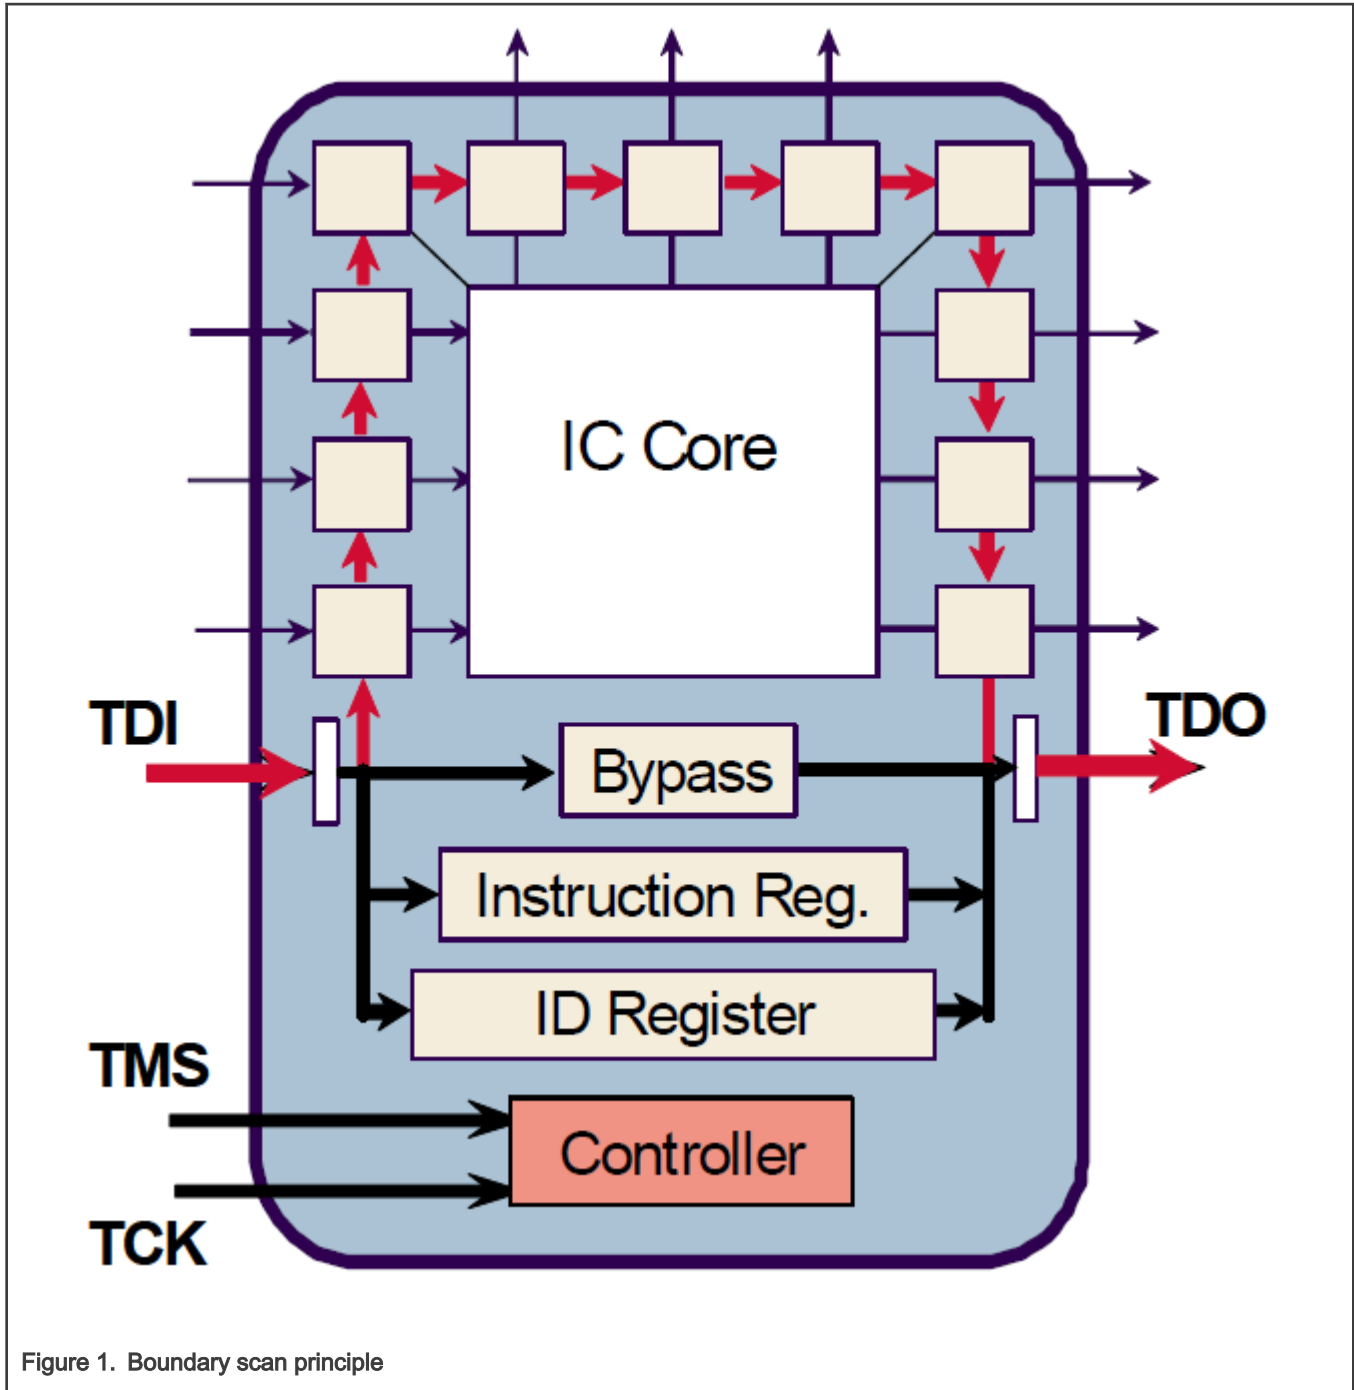 IC Core
TDI
TDO
Bypass
Instruction Reg.
ID Register
TMS
Controller
TCK
Figure 1. Boundary scan principle